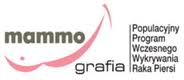 mammo
grafia
Populacyjny
Program
Wczesnego
Wykrywania
Raka Piersi